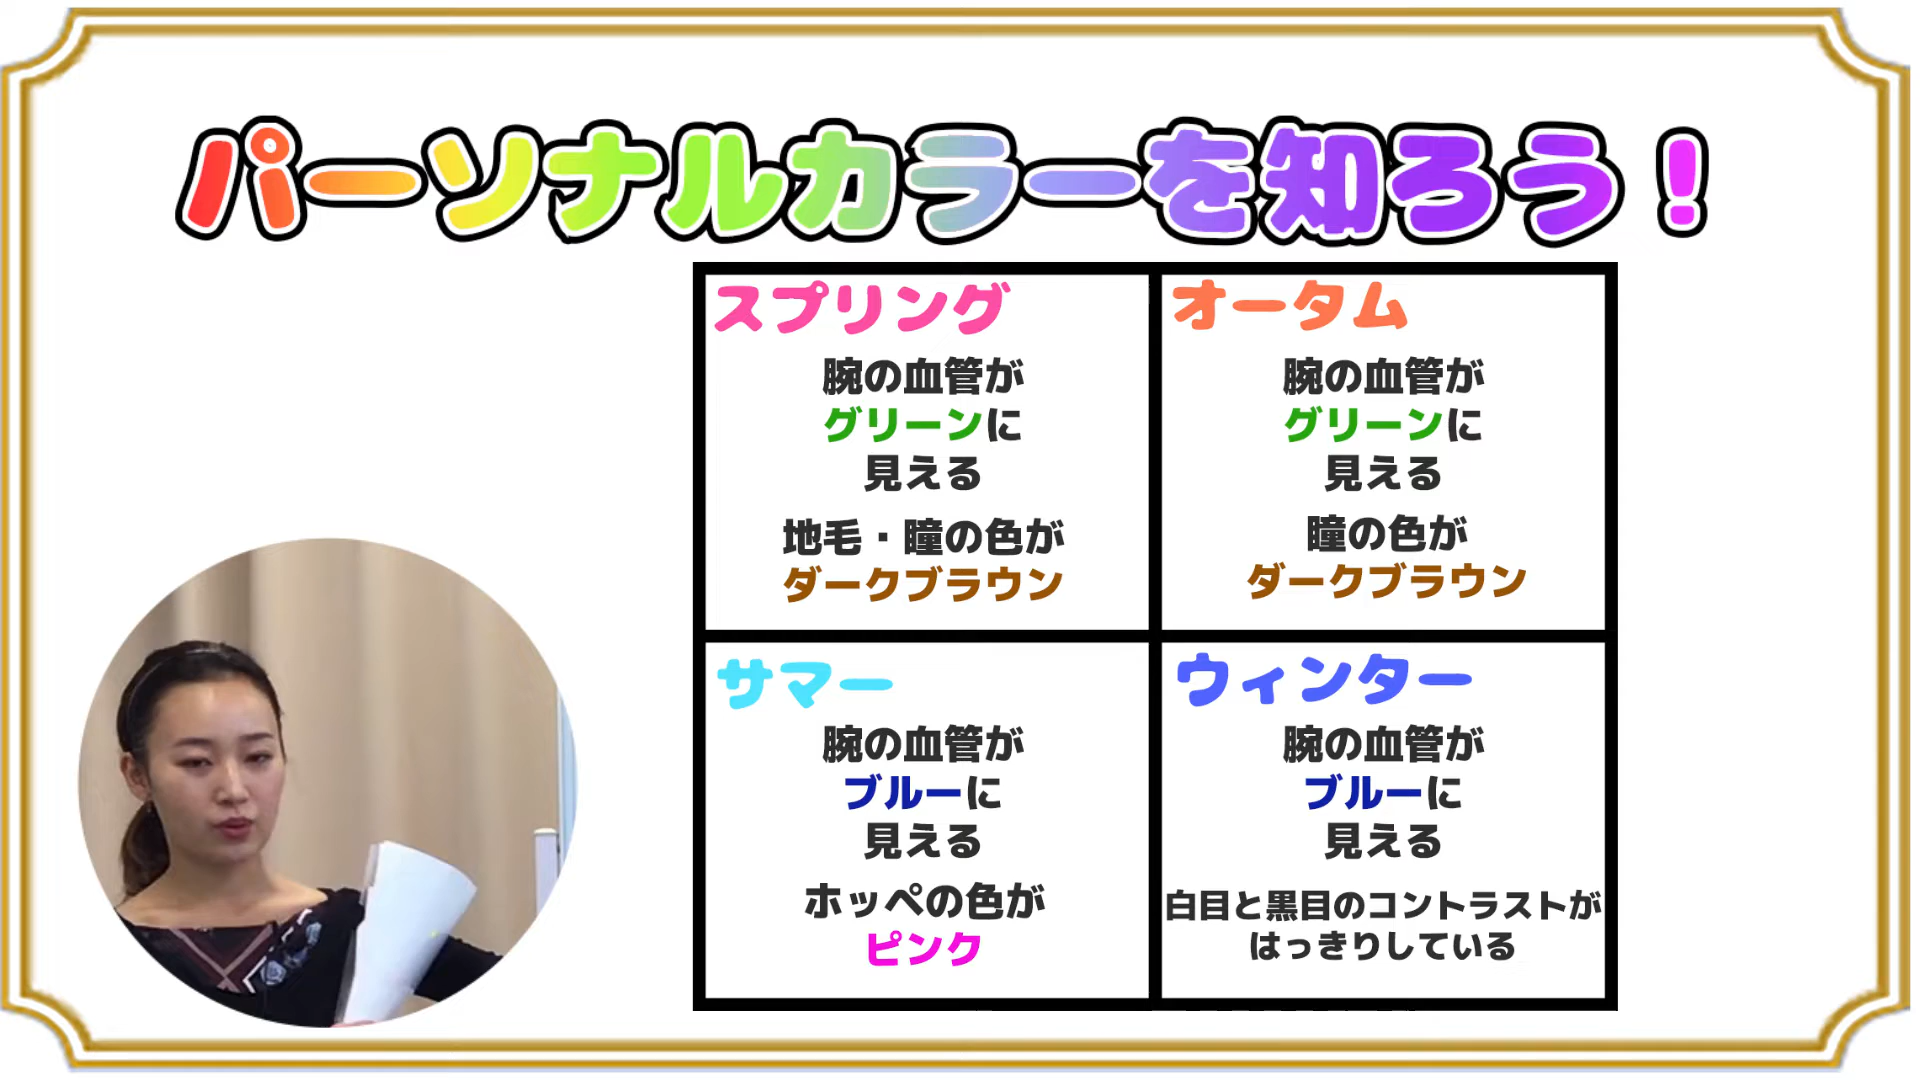 パーソナルカラーを知ろう！
スプリング
腕の血管が
グリーンに
見える
地毛・瞳の色が
ダークブラウン
オータム
腕の血管が
グリーンに
見える
瞳の色が
ダークブラウン
サマー
腕の血管が
ブルーに
見える
ホッペの色が
ピンク
ウィンター
腕の血管が
ブルーに
見える
白目と黒目のコントラストが
はっきりしている